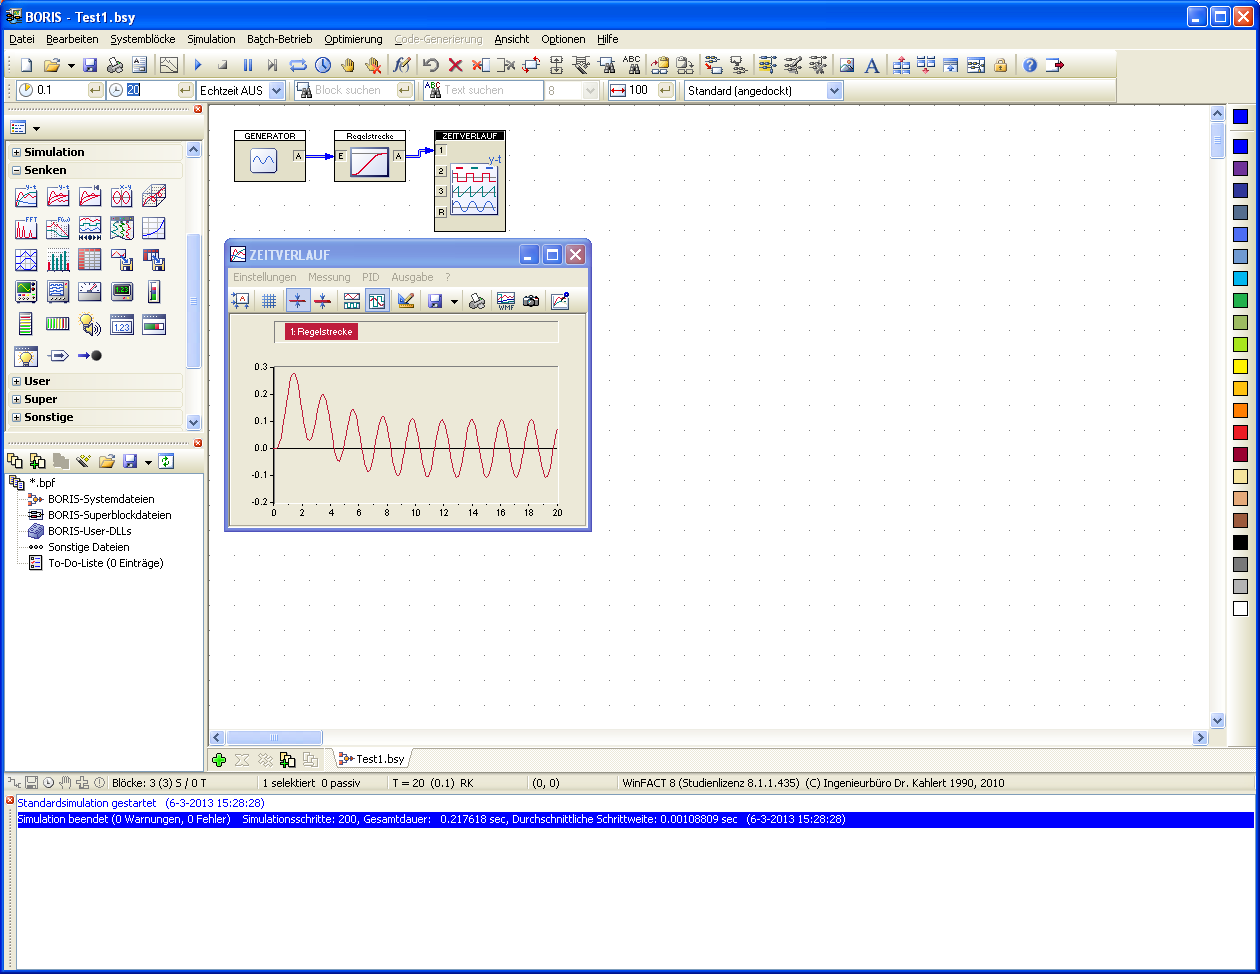 BORIS - Test1.bsy
Datei Bearbeiten Systemblöcke Simulation Batch-Betrieb Optimierung Code-Generierung Ansicht Optionen Hilfe
ABC
0.1 20 Echtzeit AUS Block suchen ABC Text suchen 8 100 Standard (angedockt)
Simulation
Senken
y-t y-t x-y
FFT F(ω)
1.23
1.23
User
Super
Sonstige
GENERATOR
A
Regelstrecke
E A
ZEITVERLAUF
1
y-t
2
3
R
ZEITVERLAUF
Einstellungen Messung PID Ausgabe ?
WMF
1: Regelstrecke
0.3
0.2
0.1
0.0
-0.1
-0.2
0 2 4 6 8 10 12 14 16 18 20
*.bpf
BORIS-Systemdateien
BORIS-Superblockdateien
BORIS-User-DLLs
Sonstige Dateien
To-Do-Liste (0 Einträge)
Test1.bsy
Blöcke: 3 (3) S / 0 T 1 selektiert 0 passiv T = 20 (0.1) RK (0, 0) WinFACT 8 (Studienlizenz 8.1.1.435) (C) Ingenieurbüro Dr. Kahlert 1990, 2010
Standardsimulation gestartet (6-3-2013 15:28:28)
Simulation beendet (0 Warnungen, 0 Fehler) Simulationsschritte: 200, Gesamtdauer: 0.217618 sec, Durchschnittliche Schrittweite: 0.00108809 sec (6-3-2013 15:28:28)